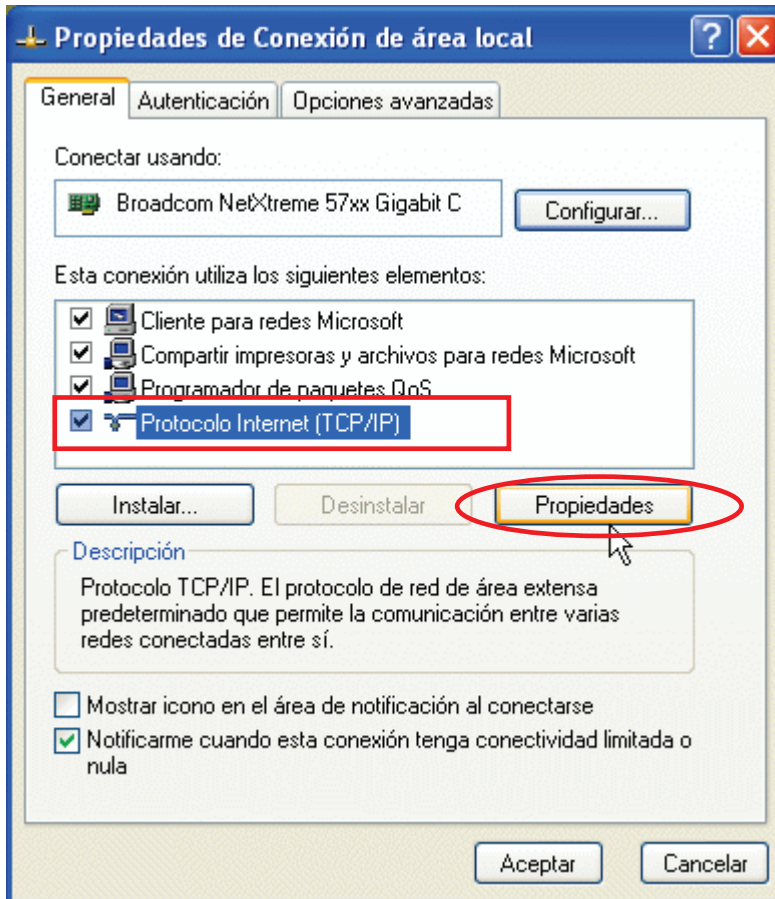 Propiedades de Conexión de área local
General
Autenticación
Opciones avanzadas
Conectar usando:
Broadcom NetXtreme 57xx Gigabit C
Configurar...
Esta conexión utiliza los siguientes elementos:
Cliente para redes Microsoft
Compartir impresoras y archivos para redes Microsoft
Programador de paquetes QoS
Protocolo Internet (TCP/IP)
Instalar...
Desinstalar
Propiedades
Descripción
Protocolo TCP/IP. El protocolo de red de área extensa
predeterminado que permite la comunicación entre varias
redes conectadas entre sí.
Mostrar icono en el área de notificación al conectarse
Notificarme cuando esta conexión tenga conectividad limitada o
nula
Aceptar
Cancelar